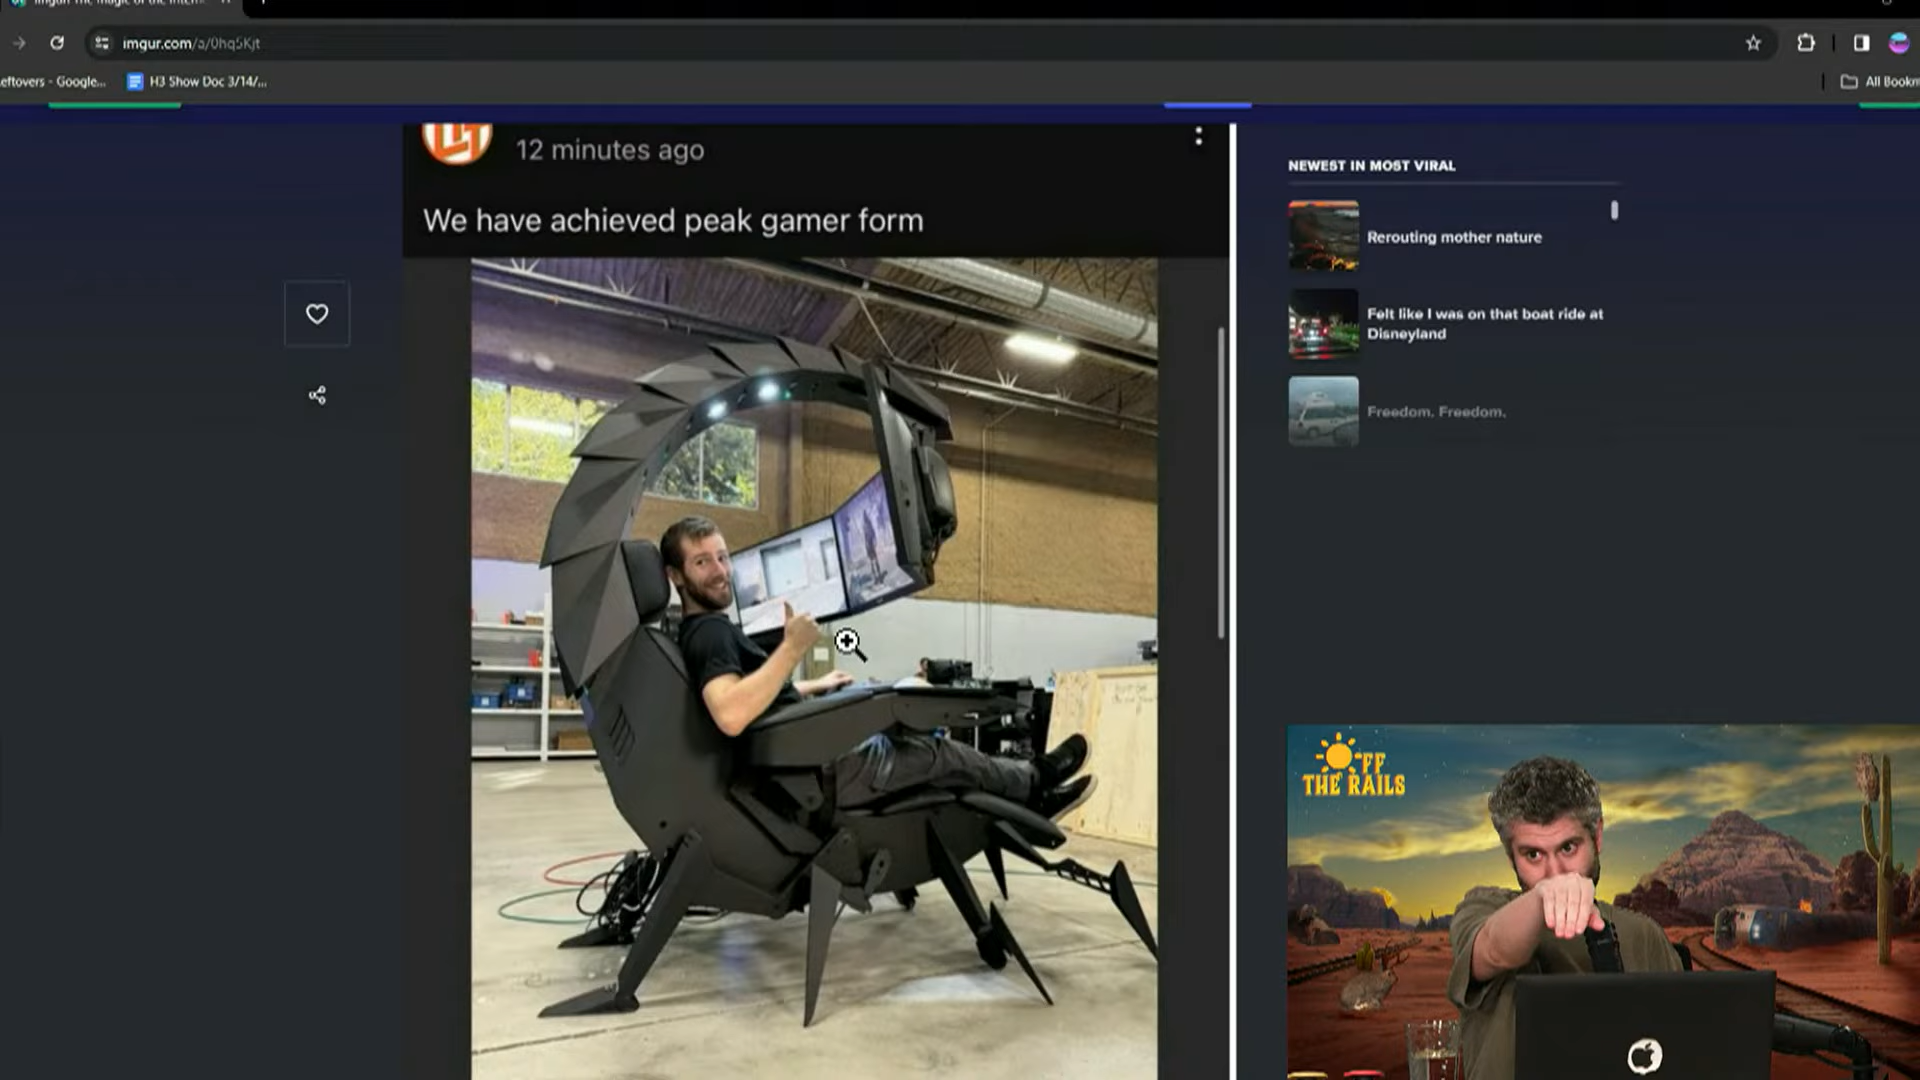 imgur.com/a/0hq5Kjt
eftovers - Google...
H3 Show Doc 3/14/...
All Bookm
12 minutes ago
We have achieved peak gamer form
NEWEST IN MOST VIRAL
Rerouting mother nature
Felt like I was on that boat ride at
Disneyland
Freedom. Freedom.
OFF
THE RAILS